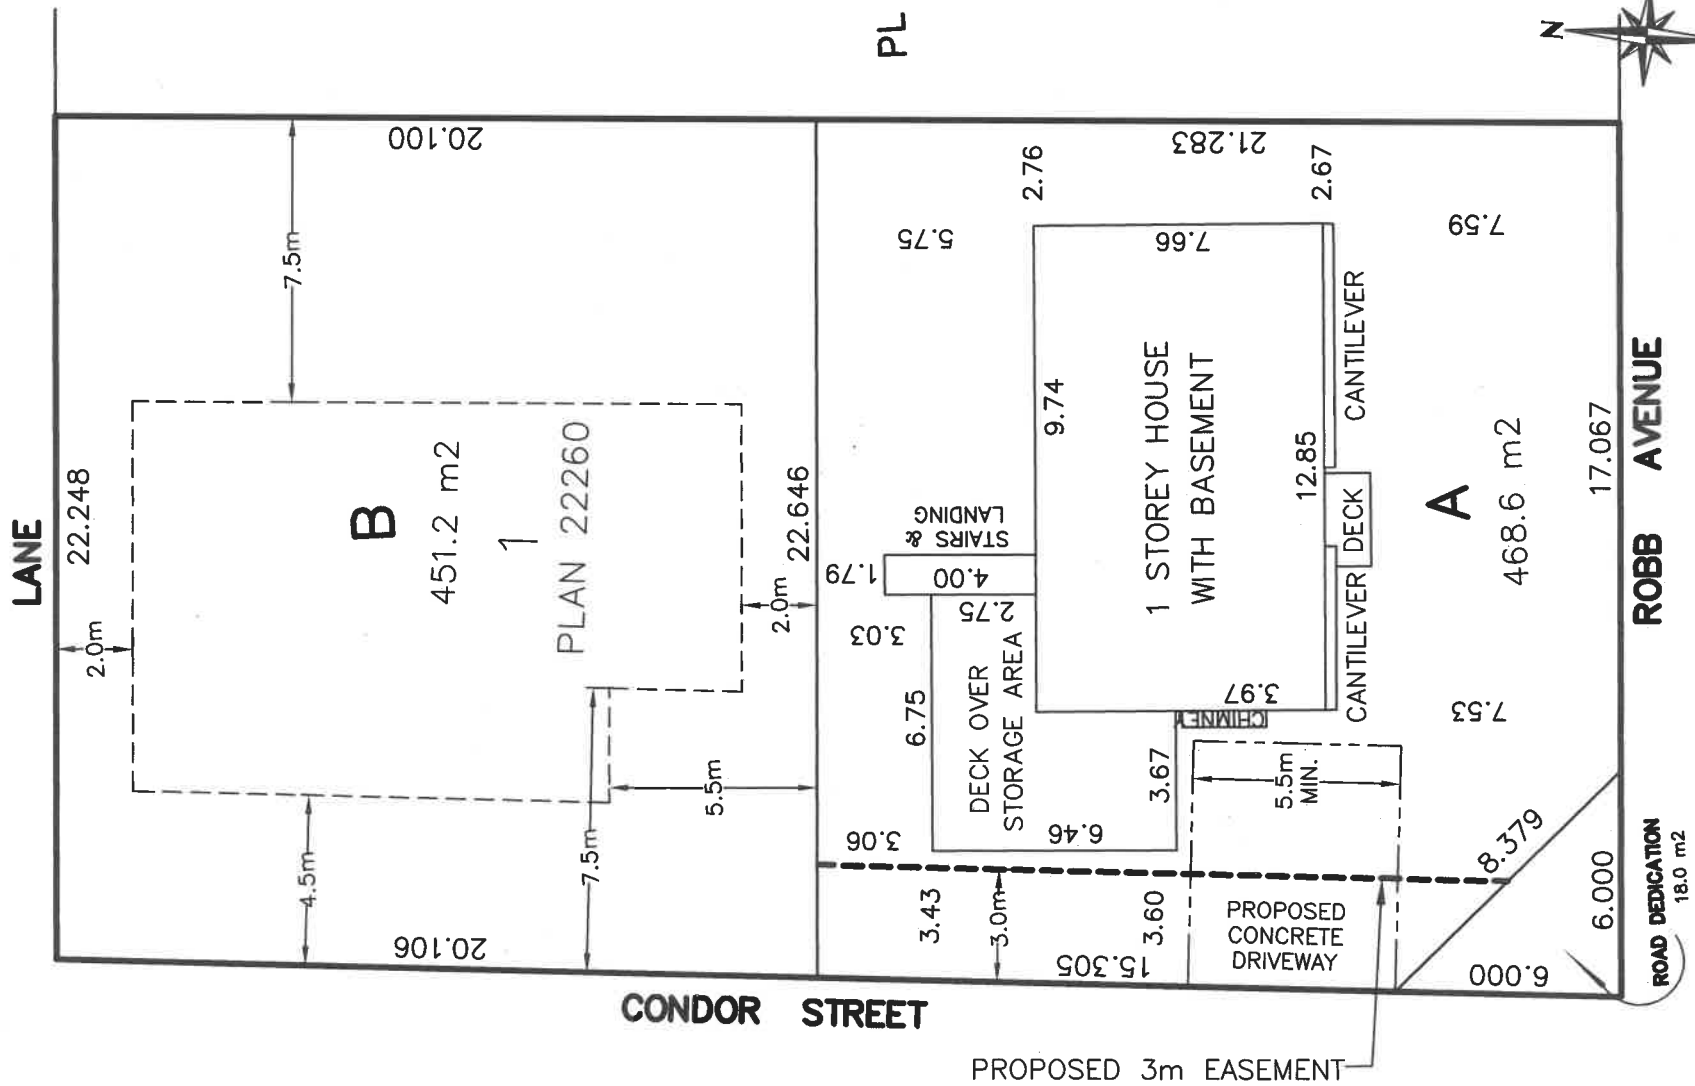 LANE
22.248
2.0m
7.5m
20.100
B
451.2 m2
1
PLAN 22260
4.5m
20.106
7.5m
5.5m
2.0m
22.646
PL
N
CONDOR STREET
1.79
STAIRS &
LANDING
4.00
2.75
3.03
5.75
2.76
21.283
2.67
6.75
DECK OVER
STORAGE AREA
3.06
6.46
3.67
9.74
7.66
1 STOREY HOUSE
WITH BASEMENT
12.85
3.97
CHIMNEY
CANTILEVER
DECK
CANTILEVER
3.43
3.0m
3.60
15.305
PROPOSED
CONCRETE
DRIVEWAY
5.5m
MIN.
7.53
7.59
A
468.6 m2
8.379
6.000
6.000
17.067
ROBB AVENUE
ROAD DEDICATION
18.0 m2
PROPOSED 3m EASEMENT